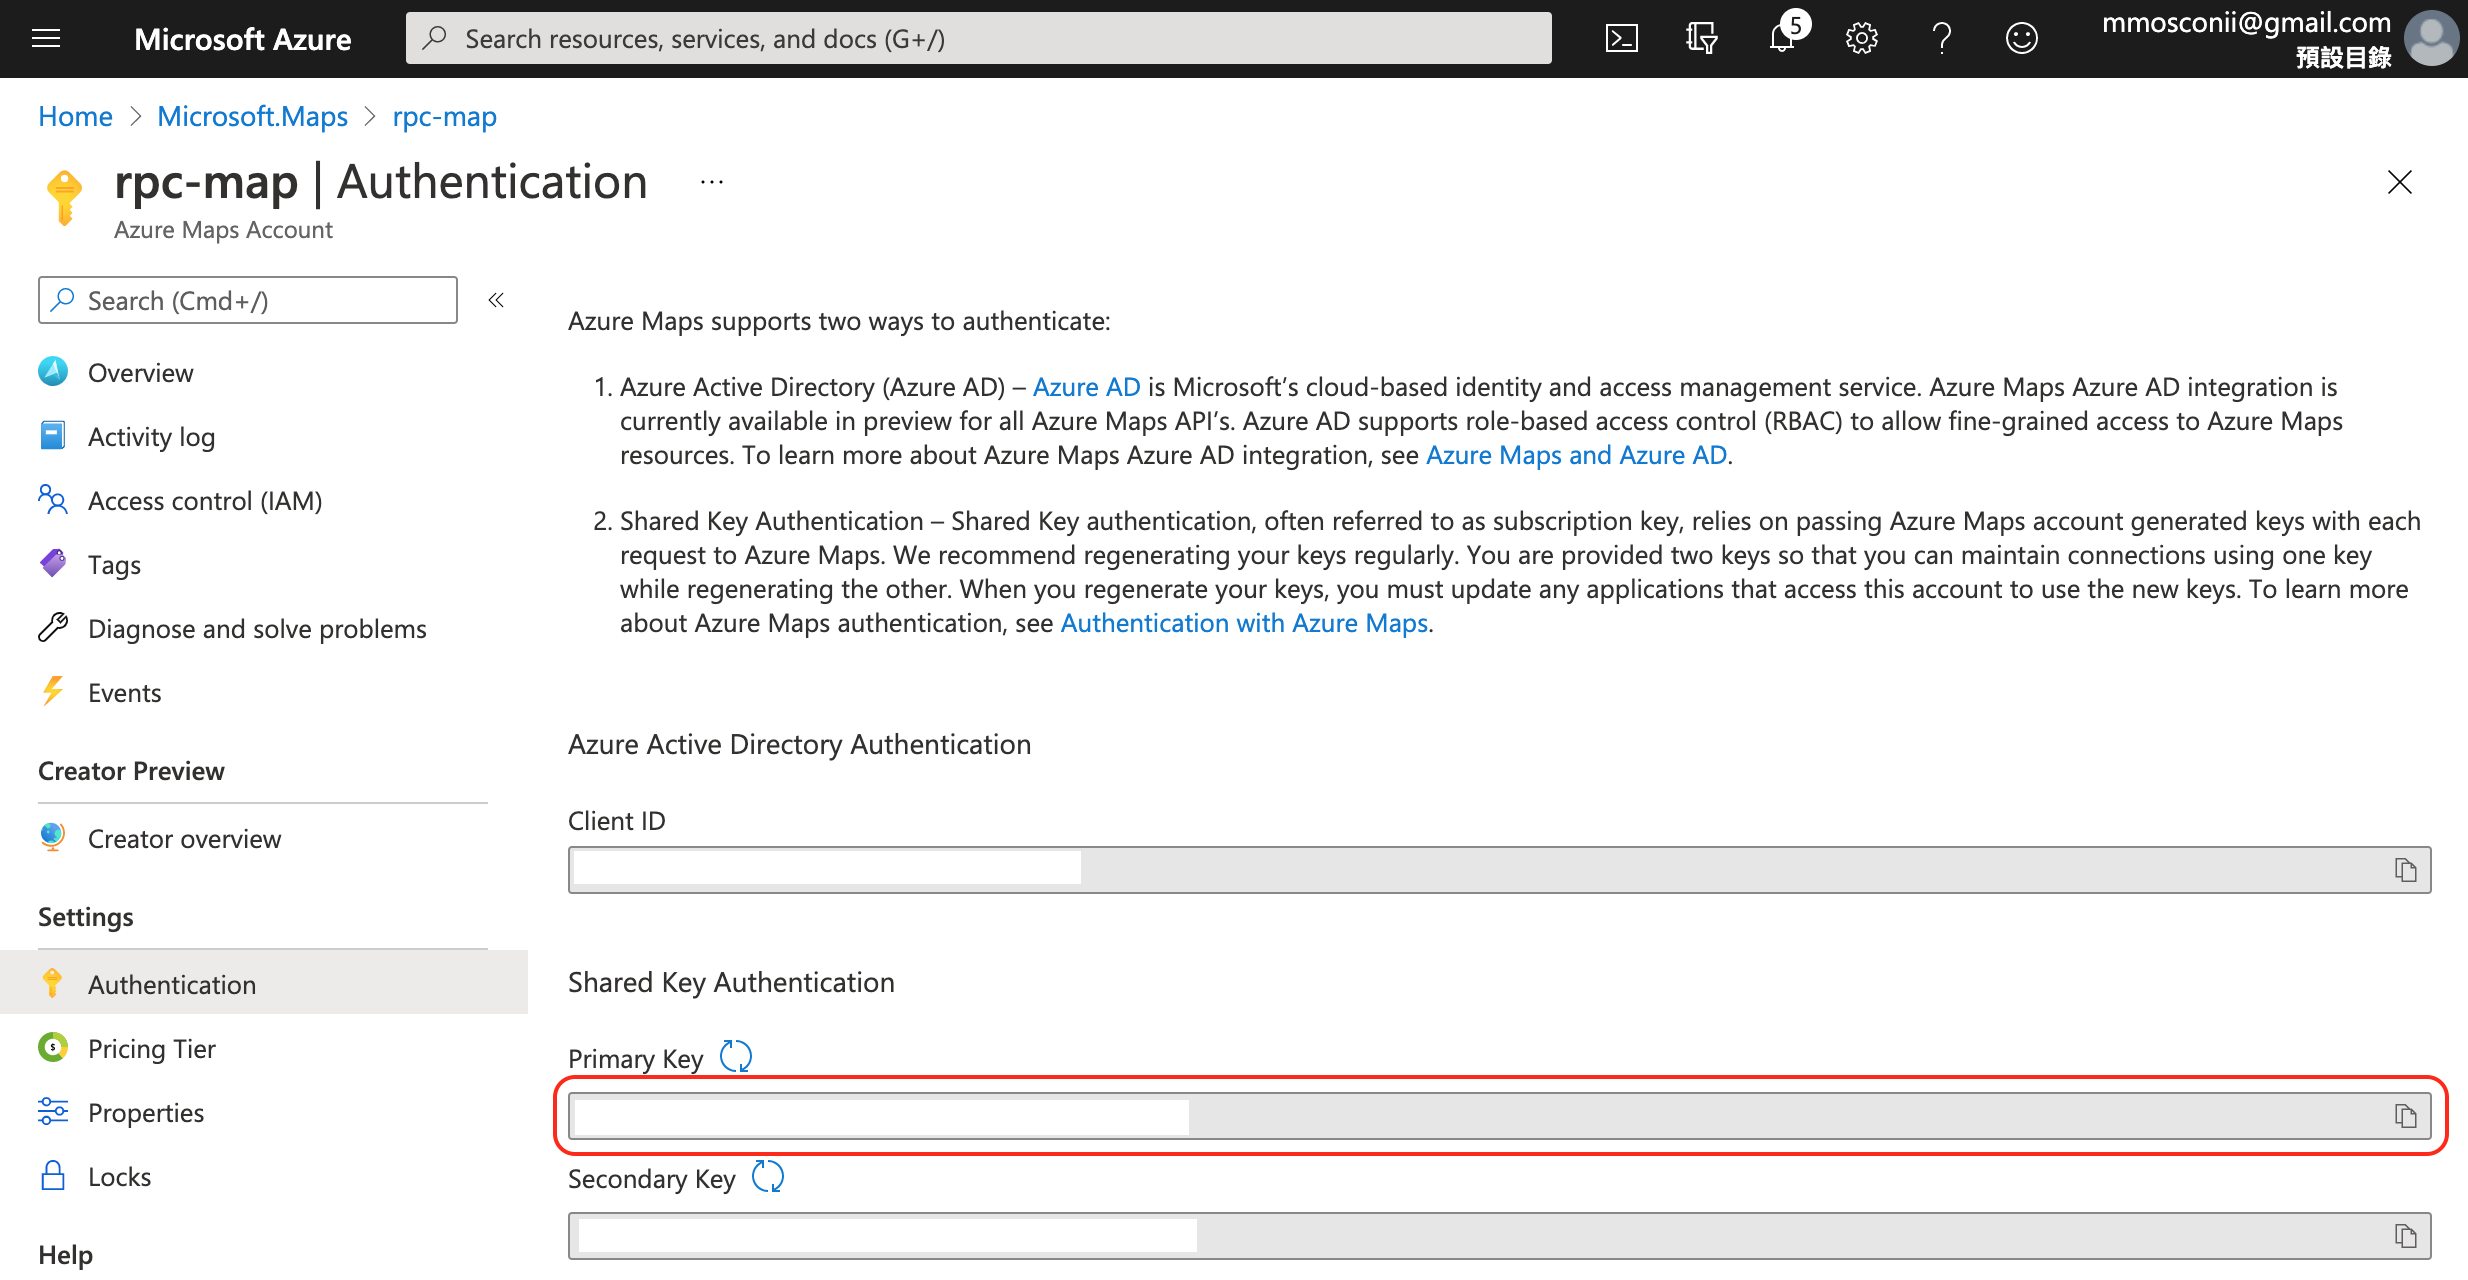 Microsoft Azure
Search resources, services, and docs (G+/)
5
mmosconii@gmail.com
預設目錄
Home > Microsoft.Maps > rpc-map
rpc-map | Authentication ...
Azure Maps Account
Search (Cmd+/)
«
Overview
Activity log
Access control (IAM)
Tags
Diagnose and solve problems
Events
Creator Preview
Creator overview
Settings
Authentication
Pricing Tier
Properties
Locks
Help
Azure Maps supports two ways to authenticate:
1. Azure Active Directory (Azure AD) – Azure AD is Microsoft’s cloud-based identity and access management service. Azure Maps Azure AD integration is
currently available in preview for all Azure Maps API’s. Azure AD supports role-based access control (RBAC) to allow fine-grained access to Azure Maps
resources. To learn more about Azure Maps Azure AD integration, see Azure Maps and Azure AD.
2. Shared Key Authentication – Shared Key authentication, often referred to as subscription key, relies on passing Azure Maps account generated keys with each
request to Azure Maps. We recommend regenerating your keys regularly. You are provided two keys so that you can maintain connections using one key
while regenerating the other. When you regenerate your keys, you must update any applications that access this account to use the new keys. To learn more
about Azure Maps authentication, see Authentication with Azure Maps.
Azure Active Directory Authentication
Client ID
Shared Key Authentication
Primary Key
Secondary Key